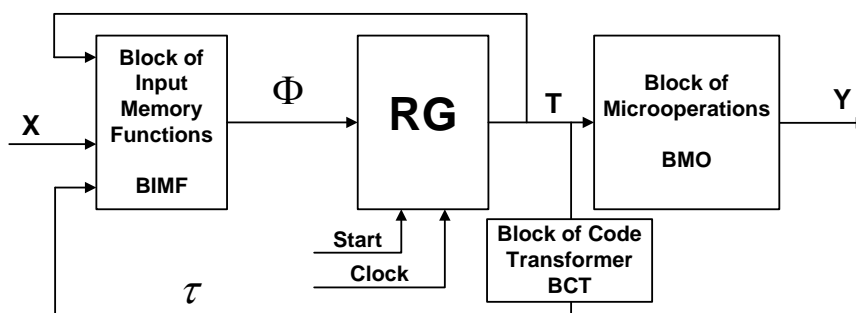 Block of
Input
Memory
Functions
BIMF
X
Φ
RG
T
Block of
Microoperations
BMO
Y
Start
Clock
Block of Code
Transformer
BCT
τ